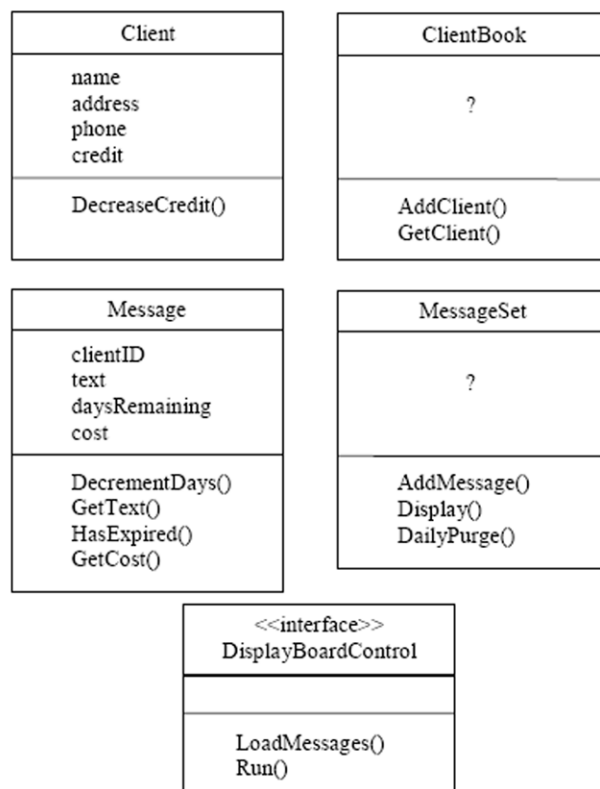 Client
name
address
phone
credit
DecreaseCredit()
ClientBook
?
AddClient()
GetClient()
Message
clientID
text
daysRemaining
cost
DecrementDays()
GetText()
HasExpired()
GetCost()
MessageSet
?
AddMessage()
Display()
DailyPurge()
<<interface>>
DisplayBoardControl
LoadMessages()
Run()